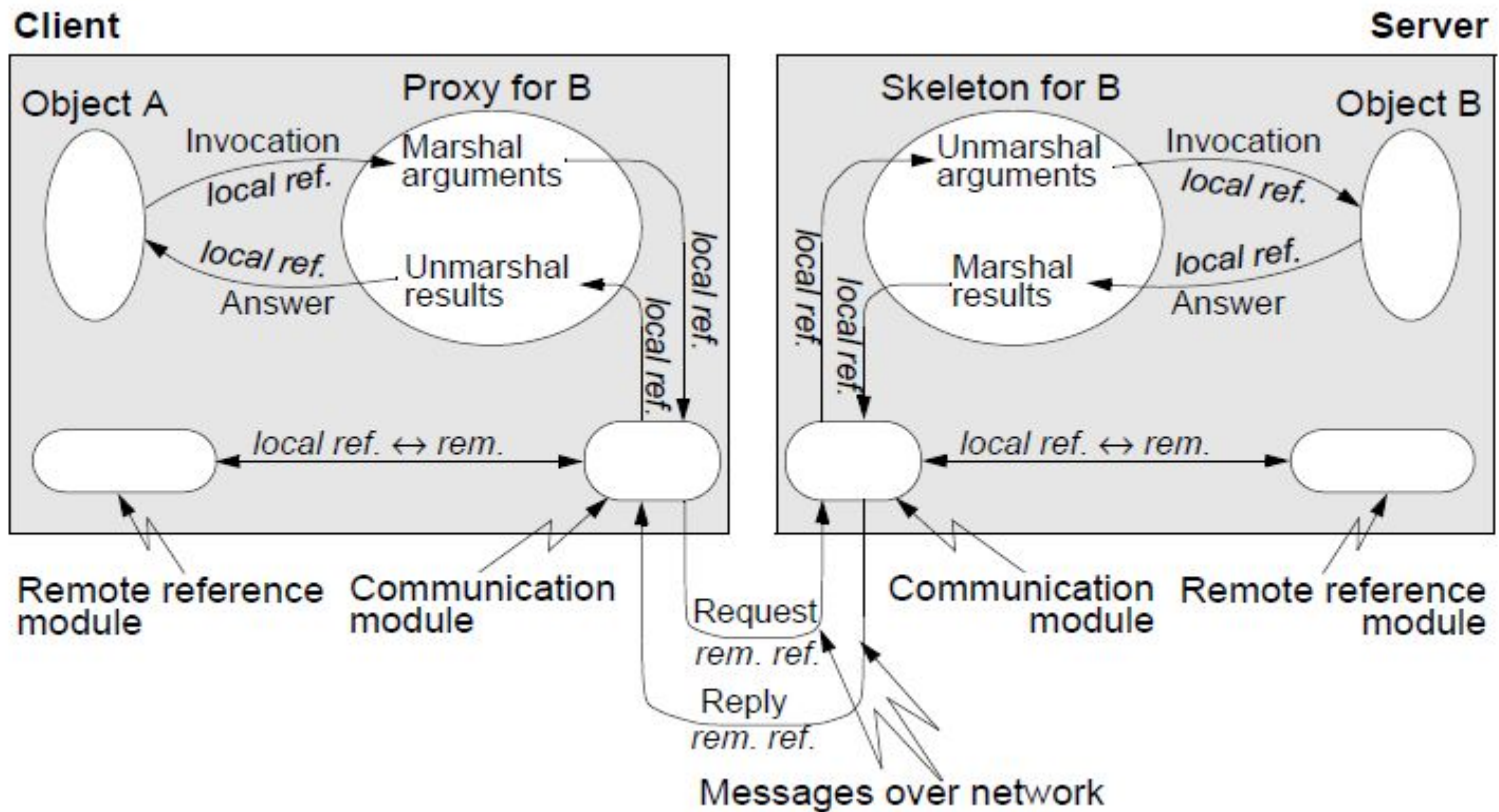 Client
Server
Object A
Proxy for B
Invocation
local ref.
Marshal
arguments
local ref.
Answer
Unmarshal
results
local ref.
local ref.
Skeleton for B
Object B
Unmarshal
arguments
Invocation
local ref.
Marshal
results
local ref.
Answer
local ref.
local ref.
local ref. ↔ rem.
local ref. ↔ rem.
Remote reference
module
Communication
module
Communication
module
Remote reference
module
Request
rem. ref.
Reply
rem. ref.
Messages over network